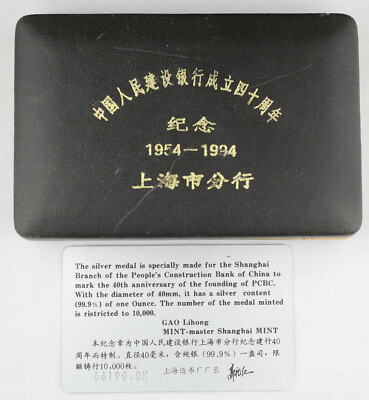 中国人民建设银行成立四十周年
纪念
1954—1994
上海市分行
The silver medal is specially made for the Shanghai
Branch of the People's Construction Bank of China to
mark the 40th anniversary of the founding of PCBC.
With the diameter of 40mm, it has a silver content
(99.9%) of one Ounce. The number of the medal minted
is ristricted to 10,000.
GAO Lihong
MINT-master Shanghai MINT
本纪念章为中国人民建设银行上海市分行纪念建行40
周年而特制。直径40毫米，含纯银（99.9%）一盎司，限
额铸行10,000枚。
上海造币厂厂长